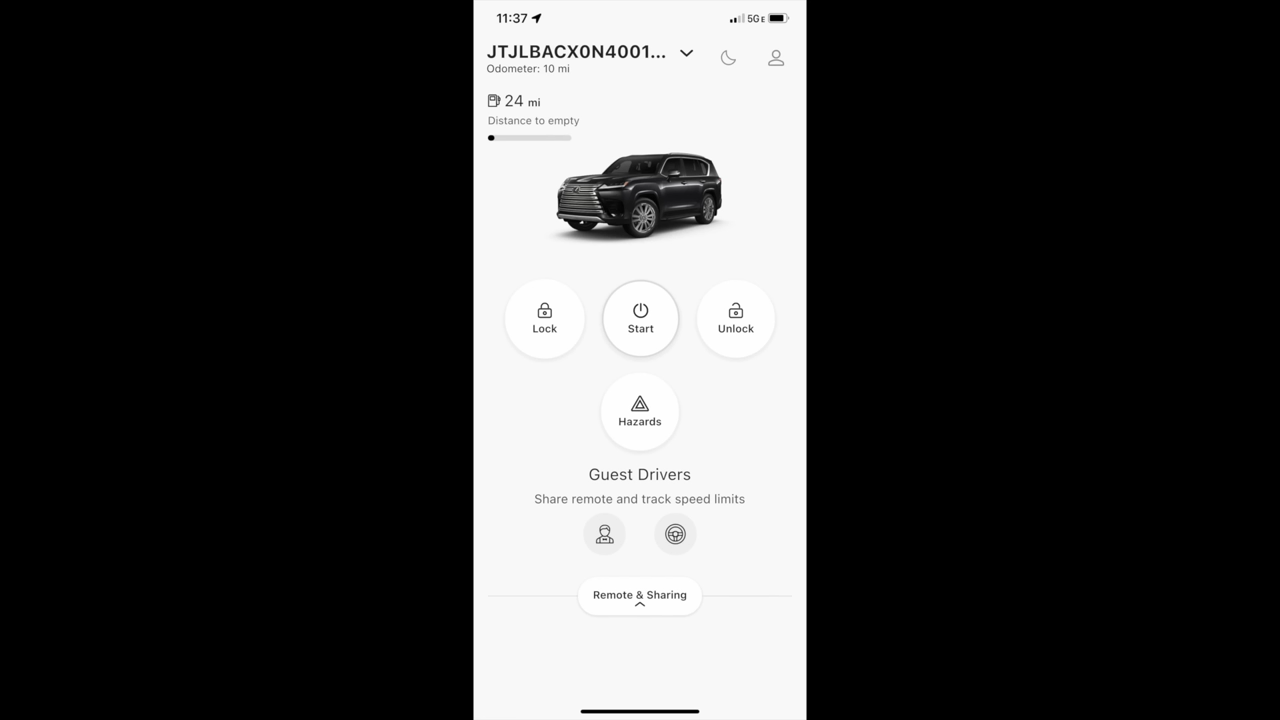 11:37
5G E
JTJLBACX0N4001...
Odometer: 10 mi
24 mi
Distance to empty
Lock
Start
Unlock
Hazards
Guest Drivers
Share remote and track speed limits
Remote & Sharing